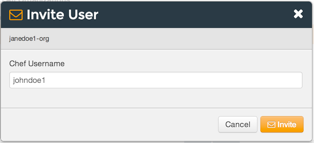 Invite User
janedoe1-org
Chef Username
johndoe1
Cancel
Invite